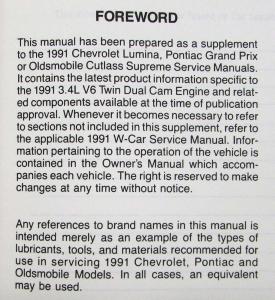 FOREWORD
This manual has been prepared as a supplement
to the 1991 Chevrolet Lumina, Pontiac Grand Prix
or Oldsmobile Cutlass Supreme Service Manuals.
It contains the latest product information specific to
the 1991 3.4L V6 Twin Dual Cam Engine and relat-
ed components available at the time of publication
approval. Whenever it becomes necessary to refer
to sections not included in this supplement, refer to
the applicable 1991 W-Car Service Manual. Infor-
mation pertaining to the operation of the vehicle is
contained in the Owner's Manual which accom-
panies each vehicle. The right is reserved to make
changes at any time without notice.
Any references to brand names in this manual is
intended merely as an example of the types of
lubricants, tools, and materials recommended for
use in servicing 1991 Chevrolet, Pontiac and
Oldsmobile Models. In all cases, an equivalent
may be used.